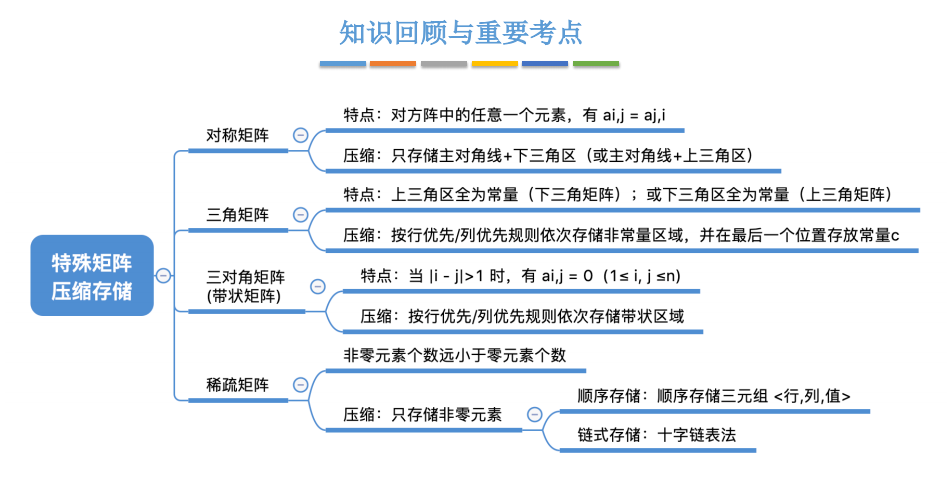 知识回顾与重要考点
特殊矩阵
压缩存储
对称矩阵
特点：对方阵中的任意一个元素，有 ai,j = aj,i
压缩：只存储主对角线+下三角区（或主对角线+上三角区）
三角矩阵
特点：上三角区全为常量（下三角矩阵）；或下三角区全为常量（上三角矩阵）
压缩：按行优先/列优先规则依次存储非常量区域，并在最后一个位置存放常量c
三对角矩阵
(带状矩阵)
特点：当 |i - j|>1 时，有 ai,j = 0（1≤ i, j ≤n)
压缩：按行优先/列优先规则依次存储带状区域
稀疏矩阵
非零元素个数远小于零元素个数
压缩：只存储非零元素
顺序存储：顺序存储三元组 <行,列,值>
链式存储：十字链表法